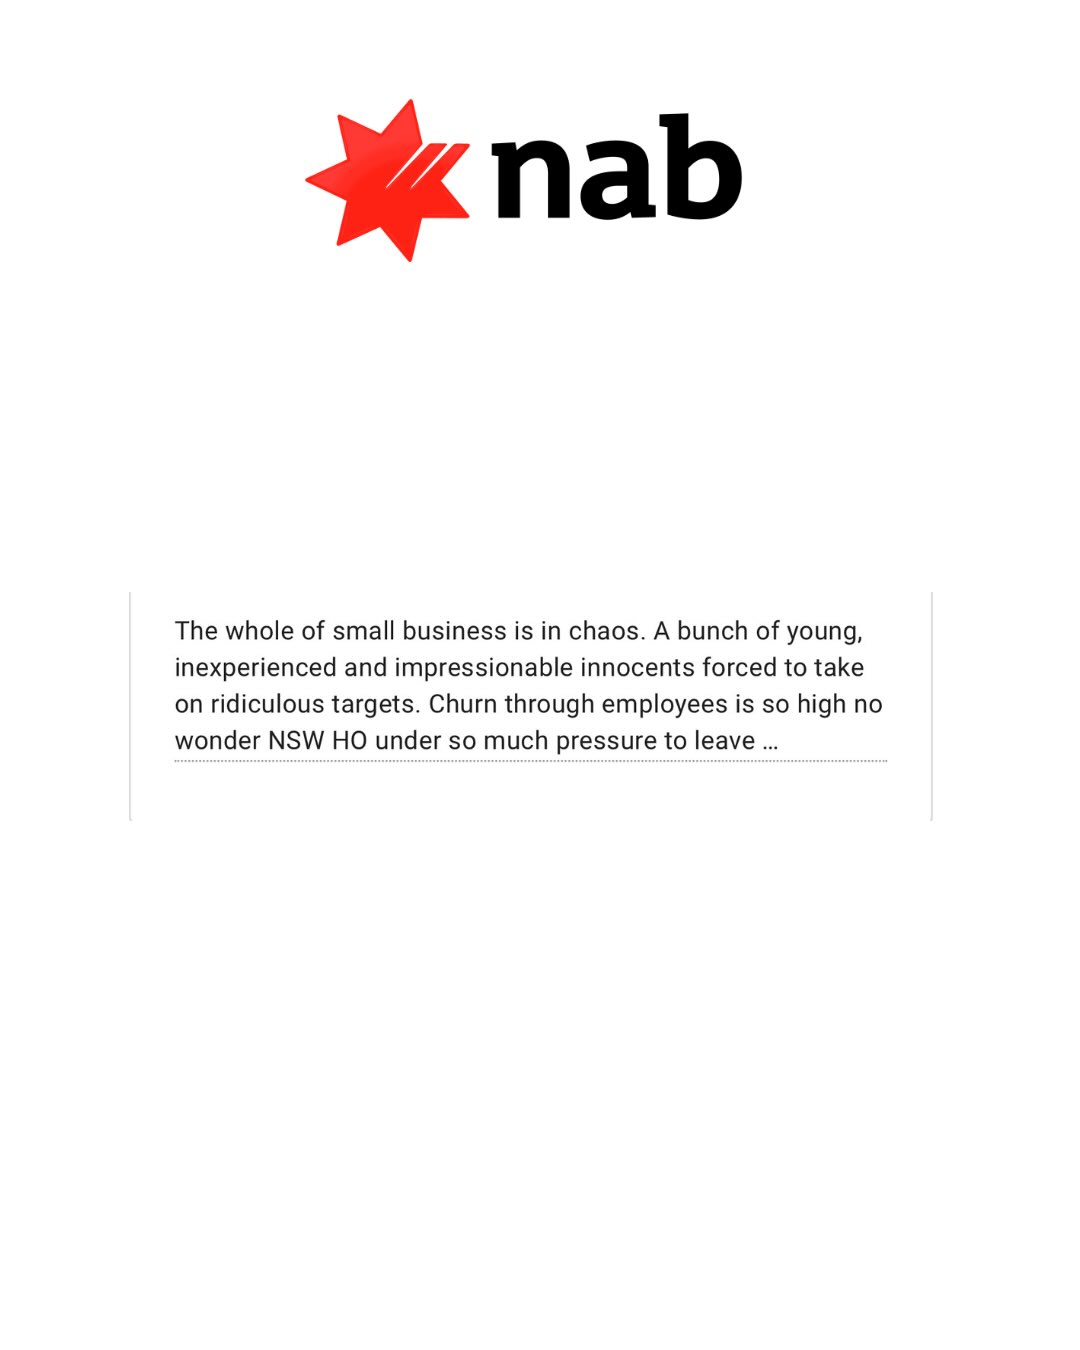 nab
The whole of small business is in chaos. A bunch of young,
inexperienced and impressionable innocents forced to take
on ridiculous targets. Churn through employees is so high no
wonder NSW HO under so much pressure to leave ...